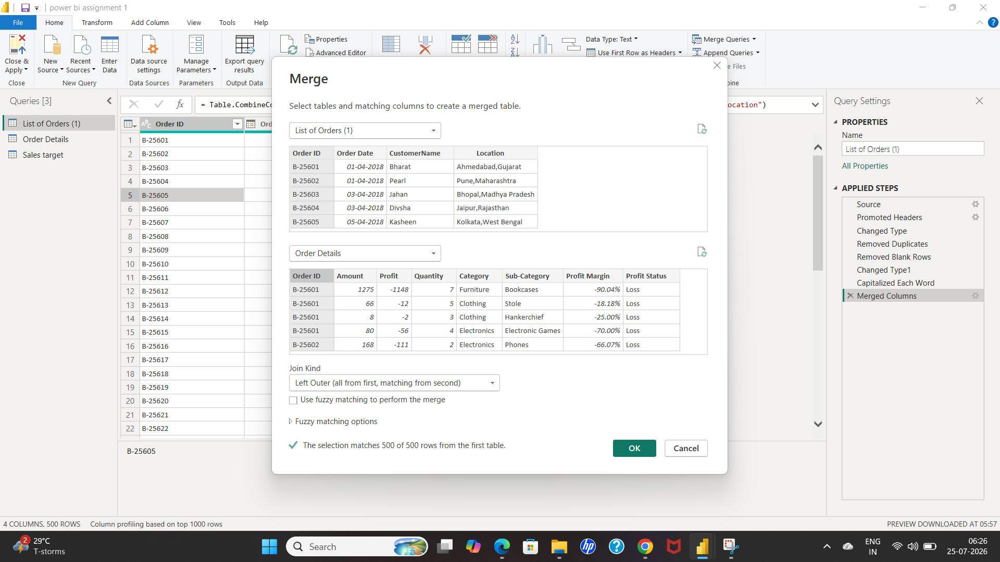 power bi assignment 1
File Home Transform Add Column View Tools Help
Close & Apply
New Source
Recent Sources
Enter Data
Data source settings
Manage Parameters
Export query results
Properties
Advanced Editor
Data Type: Text
Use First Row as Headers
Merge Queries
Append Queries
e Files
Close
New Query
Data Sources
Parameters
Output Data
bine
Queries [3]
List of Orders (1)
Order Details
Sales target
fx
= Table.CombineCo
ocation")
ABC Order ID
Ord
1 B-25601
2 B-25602
3 B-25603
4 B-25604
5 B-25605
6 B-25606
7 B-25607
8 B-25608
9 B-25609
10 B-25610
11 B-25611
12 B-25612
13 B-25613
14 B-25614
15 B-25615
16 B-25616
17 B-25617
18 B-25618
19 B-25619
20 B-25620
21 B-25621
22 B-25622
B-25605
Merge
Select tables and matching columns to create a merged table.
List of Orders (1)
Order ID Order Date CustomerName Location
B-25601 01-04-2018 Bharat Ahmedabad,Gujarat
B-25602 01-04-2018 Pearl Pune,Maharashtra
B-25603 03-04-2018 Jahan Bhopal,Madhya Pradesh
B-25604 03-04-2018 Divsha Jaipur,Rajasthan
B-25605 05-04-2018 Kasheen Kolkata,West Bengal
Order Details
Order ID Amount Profit Quantity Category Sub-Category Profit Margin Profit Status
B-25601 1275 -1148 7 Furniture Bookcases -90.04% Loss
B-25601 66 -12 5 Clothing Stole -18.18% Loss
B-25601 8 -2 3 Clothing Hankerchief -25.00% Loss
B-25601 80 -56 4 Electronics Electronic Games -70.00% Loss
B-25602 168 -111 2 Electronics Phones -66.07% Loss
Join Kind
Left Outer (all from first, matching from second)
Use fuzzy matching to perform the merge
Fuzzy matching options
The selection matches 500 of 500 rows from the first table.
OK Cancel
Query Settings
PROPERTIES
Name
List of Orders (1)
All Properties
APPLIED STEPS
Source
Promoted Headers
Changed Type
Removed Duplicates
Removed Blank Rows
Changed Type1
Capitalized Each Word
Merged Columns
4 COLUMNS, 500 ROWS Column profiling based on top 1000 rows
PREVIEW DOWNLOADED AT 05:57
2
29°C
T-storms
Search
hp
ENG
IN
06:26
25-07-2026